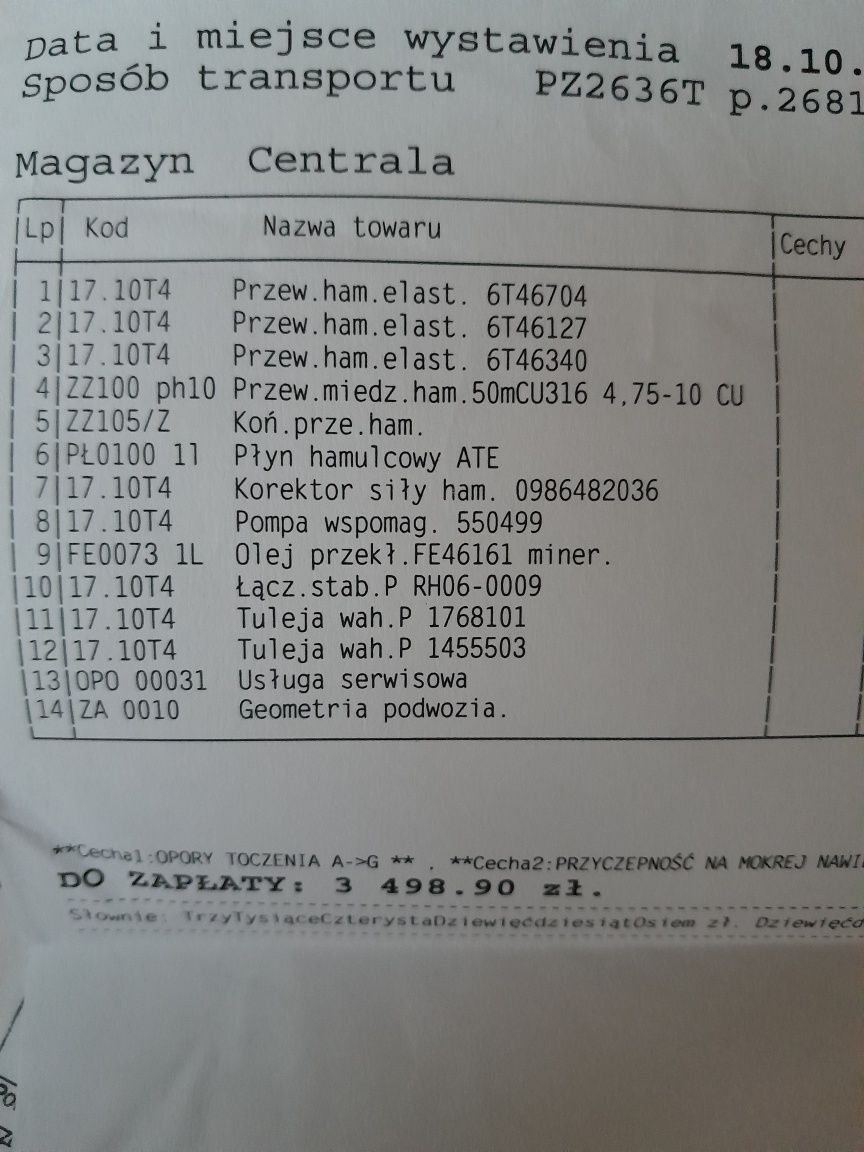 Data i miejsce wystawienia 18.10.
Sposób transportu PZ2636T p.2681
Magazyn Centrala
Lp Kod Nazwa towaru Cechy
1 17.10T4 Przew.ham.elast. 6T46704
2 17.10T4 Przew.ham.elast. 6T46127
3 17.10T4 Przew.ham.elast. 6T46340
4 ZZ100 ph10 Przew.miedz.ham.50mCU316 4,75-10 CU
5 ZZ105/Z Koń.prze.ham.
6 PŁ0100 1l Płyn hamulcowy ATE
7 17.10T4 Korektor siły ham. 0986482036
8 17.10T4 Pompa wspomag. 550499
9 FE0073 1L Olej przekł.FE46161 miner.
10 17.10T4 Łącz.stab.P RH06-0009
11 17.10T4 Tuleja wah.P 1768101
12 17.10T4 Tuleja wah.P 1455503
13 OPO 00031 Usługa serwisowa
14 ZA 0010 Geometria podwozia.
**Cecha1:OPORY TOCZENIA A->G ** . **Cecha2:PRZYCZEPNOŚĆ NA MOKREJ NAWI
DO ZAPŁATY: 3 498.90 zł.
Słownie: TrzyTysiąceCzterystaDziewięćdziesiątOsiem zł. Dziewięćd